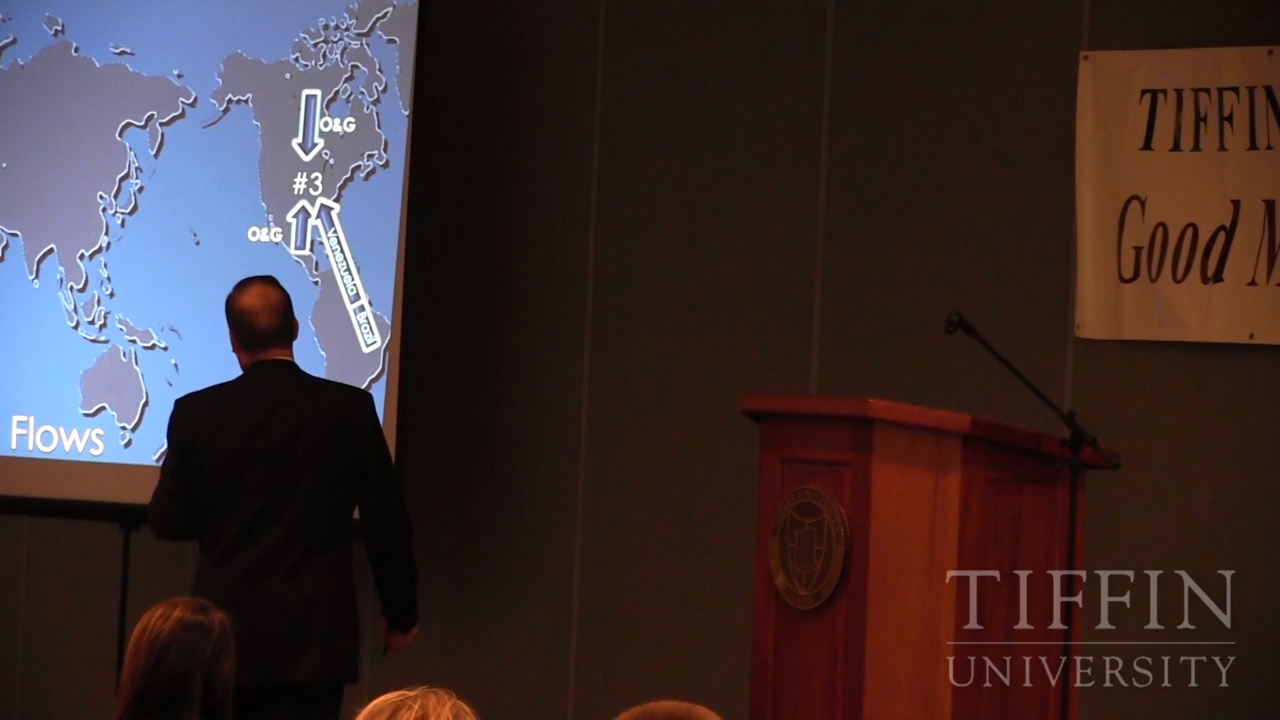 O&G
#3
O&G
Venezuela
Brazil
Flows
TIFFIN
Good M
TIFFIN
UNIVERSITY